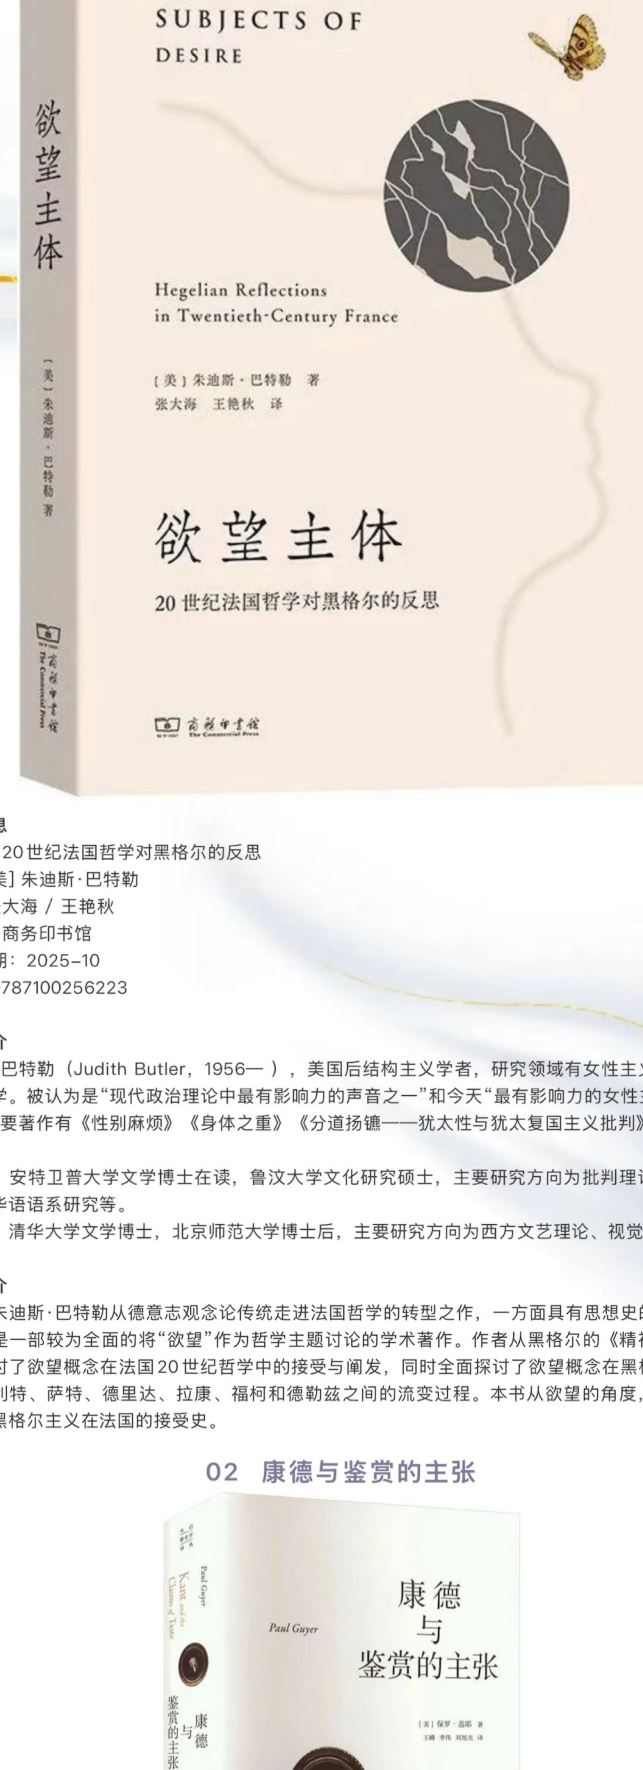 SUBJECTS OF
DESIRE
欲望主体
[美]朱迪斯·巴特勒 著
商务印书馆
The Commercial Press
Hegelian Reflections
in Twentieth-Century France
[美]朱迪斯·巴特勒 著
张大海 王艳秋 译
欲望主体
20 世纪法国哲学对黑格尔的反思
商务印书馆
The Commercial Press
息
20世纪法国哲学对黑格尔的反思
美] 朱迪斯·巴特勒
大海 / 王艳秋
商务印书馆
期：2025-10
787100256223
介
巴特勒（Judith Butler，1956— ），美国后结构主义学者，研究领域有女性主义
学。被认为是“现代政治理论中最有影响力的声音之一”和今天“最有影响力的女性主
要著作有《性别麻烦》《身体之重》《分道扬镳——犹太性与犹太复国主义批判》
安特卫普大学文学博士在读，鲁汶大学文化研究硕士，主要研究方向为批判理论
华语语系研究等。
清华大学文学博士，北京师范大学博士后，主要研究方向为西方文艺理论、视觉
介
朱迪斯·巴特勒从德意志观念论传统走进法国哲学的转型之作，一方面具有思想史的
是一部较为全面的将“欲望”作为哲学主题讨论的学术著作。作者从黑格尔的《精神
讨了欲望概念在法国20世纪哲学中的接受与阐发，同时全面探讨了欲望概念在黑格
利特、萨特、德里达、拉康、福柯和德勒兹之间的流变过程。本书从欲望的角度，
黑格尔主义在法国的接受史。
02 康德与鉴赏的主张
Paul Guyer
Kant and the
Claims of Taste
康德
与
鉴赏的主张
Paul Guyer
康德
与
鉴赏的主张
[美]保罗·盖耶 著
王峰 李伟 刘旭光 译